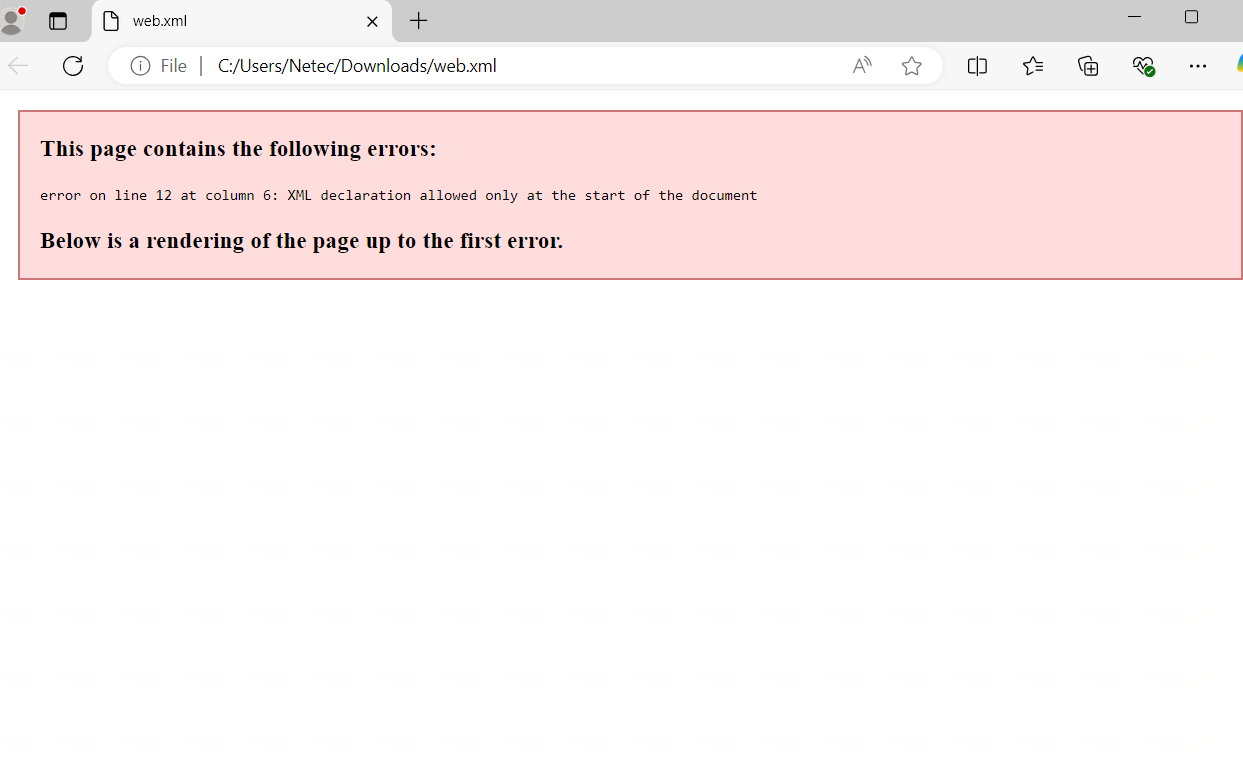 web.xml
File | C:/Users/Netec/Downloads/web.xml
This page contains the following errors:
error on line 12 at column 6: XML declaration allowed only at the start of the document
Below is a rendering of the page up to the first error.